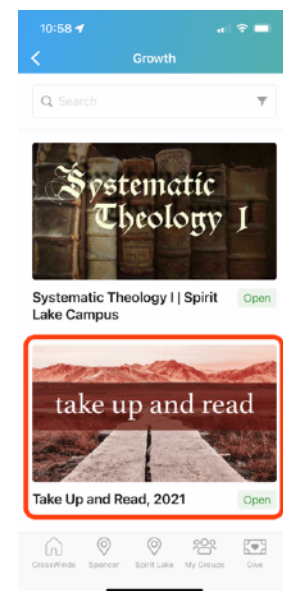 10:58
Growth
Search
Systematic
Theology I
Systematic Theology I | Spirit
Lake Campus
Open
take up and read
Take Up and Read, 2021
Open
CrossWinds
Spencer
Spirit Lake
My Groups
Give